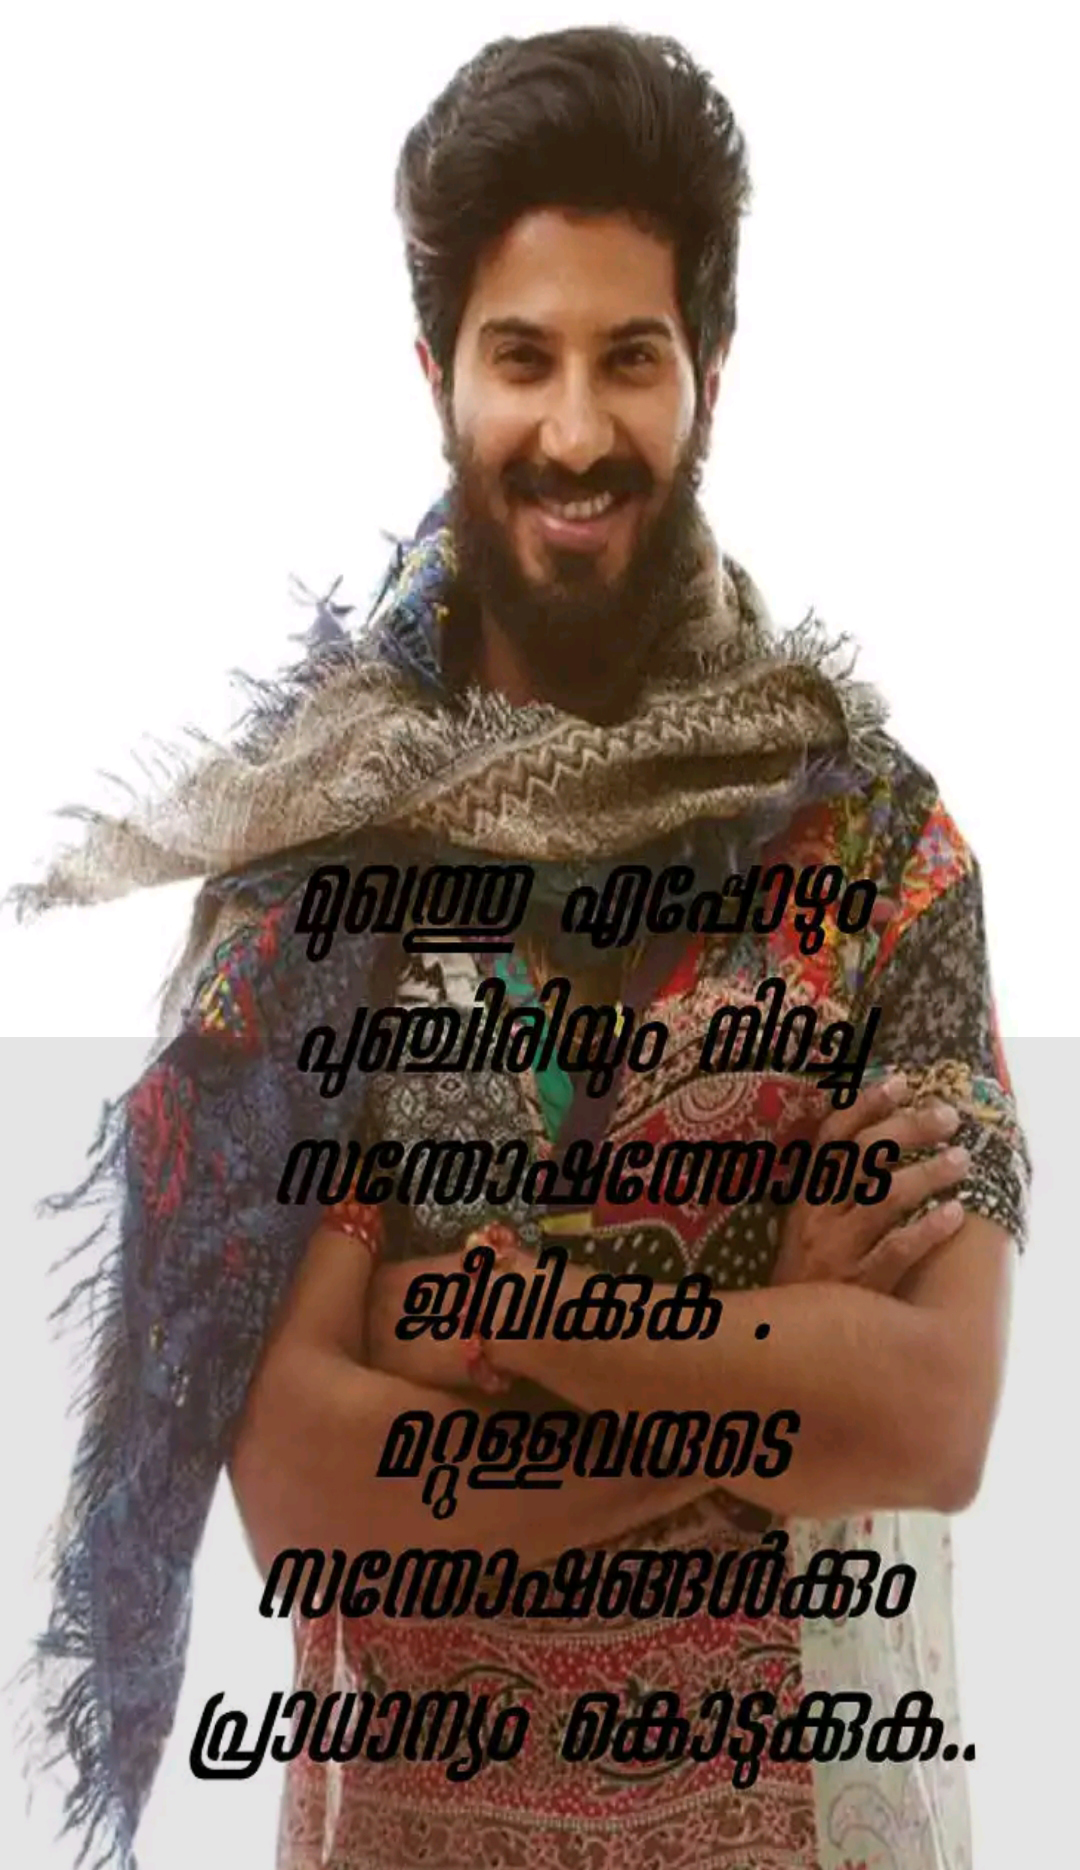 മുഖത്തു എപ്പോഴും
പുഞ്ചിരിയും നിറച്ചു
സന്തോഷത്തോടെ
ജീവിക്കുക .
മറ്റുള്ളവരുടെ
സന്തോഷങ്ങൾക്കും
പ്രാധാന്യം കൊടുക്കുക..